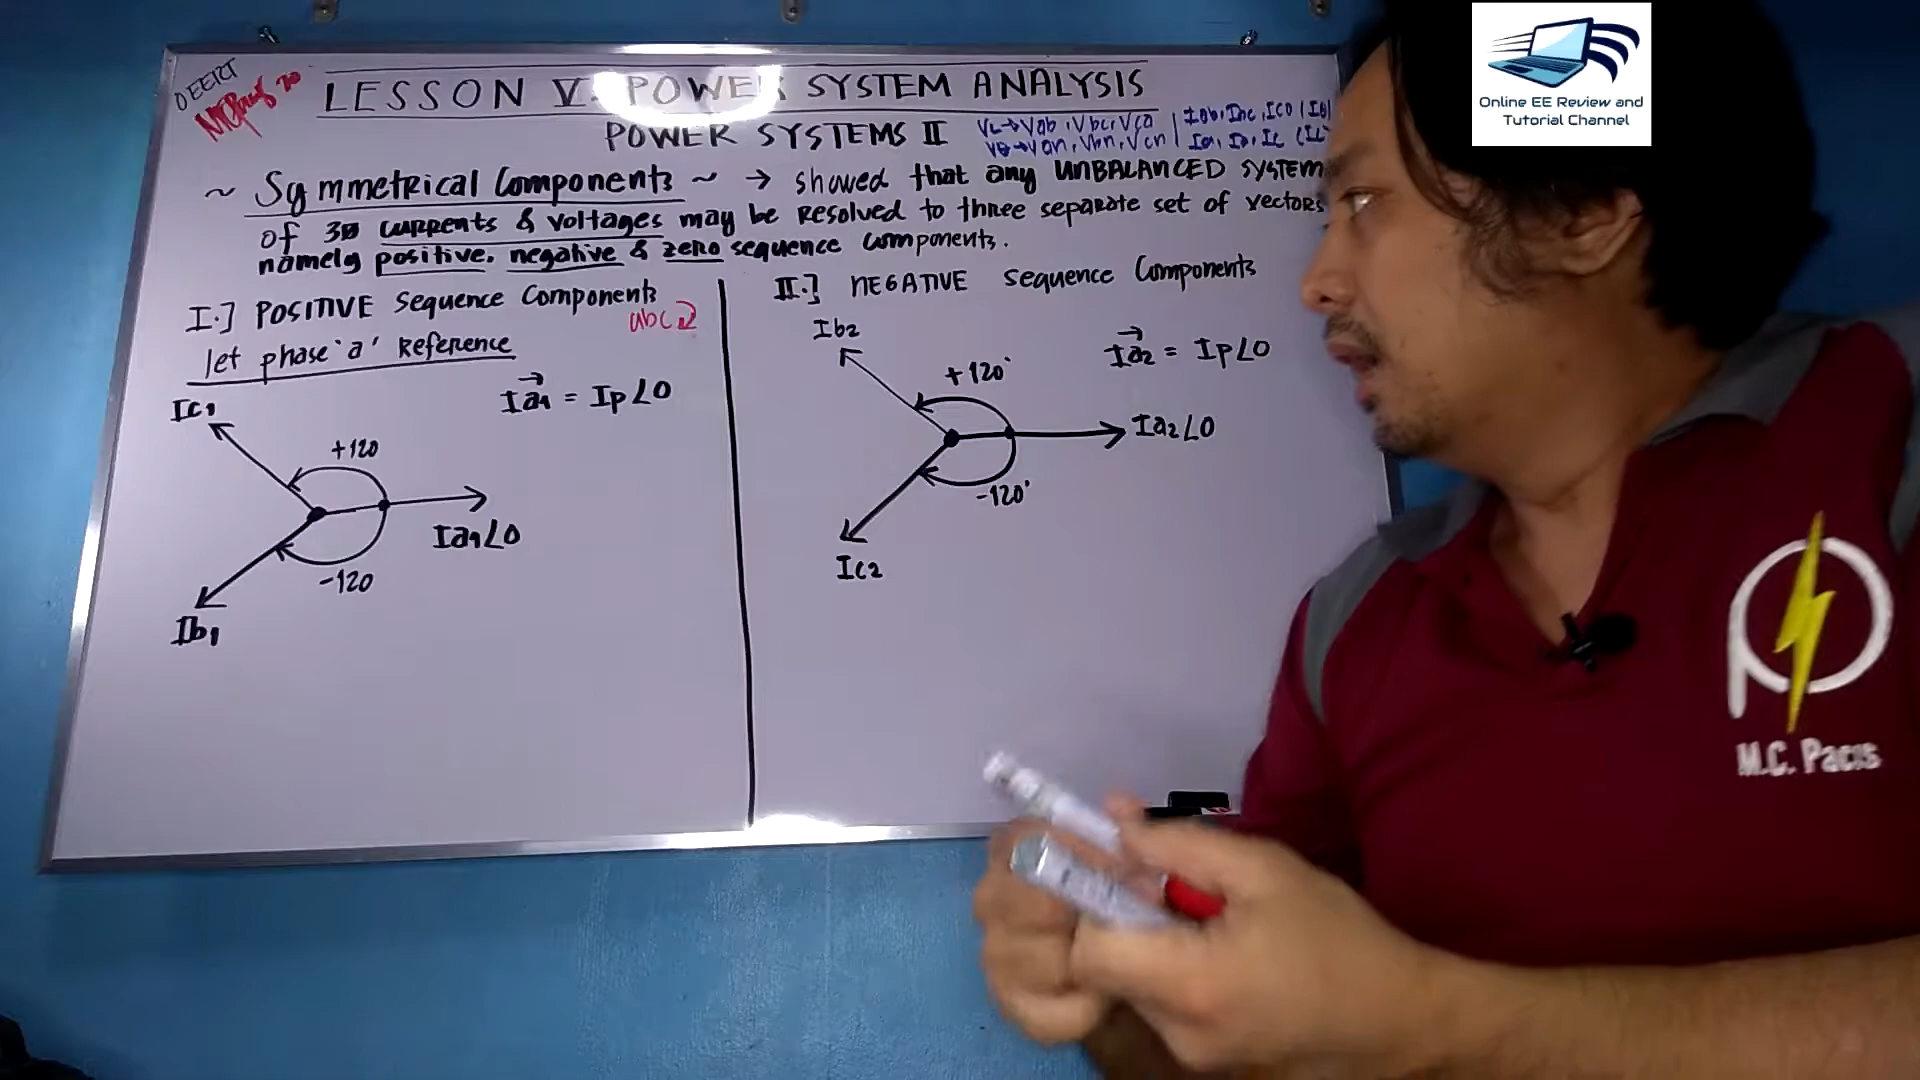 OEERT
LESSON V. POWER SYSTEM ANALYSIS
POWER SYSTEMS II
VL → Vab, Vbc, Vca
Vø → Van, Vbn, Vcn
Ia, Ib, Ic (IL
~ Symmetrical Components ~ → showed that any UNBALANCED SYSTEM
of 3ø currents & voltages may be resolved to three separate set of vectors
namely positive, negative & zero sequence components.
I.] POSITIVE sequence Components
abc
let phase 'a' Reference
Ia1 = Ip∠0
Ic1
+120
Ia1∠0
-120
Ib1
II.] NEGATIVE sequence Components
Ib2
Ia2 = Ip∠0
+120°
Ia2∠0
-120°
Ic2
Online EE Review and
Tutorial Channel
M.C. Pacis